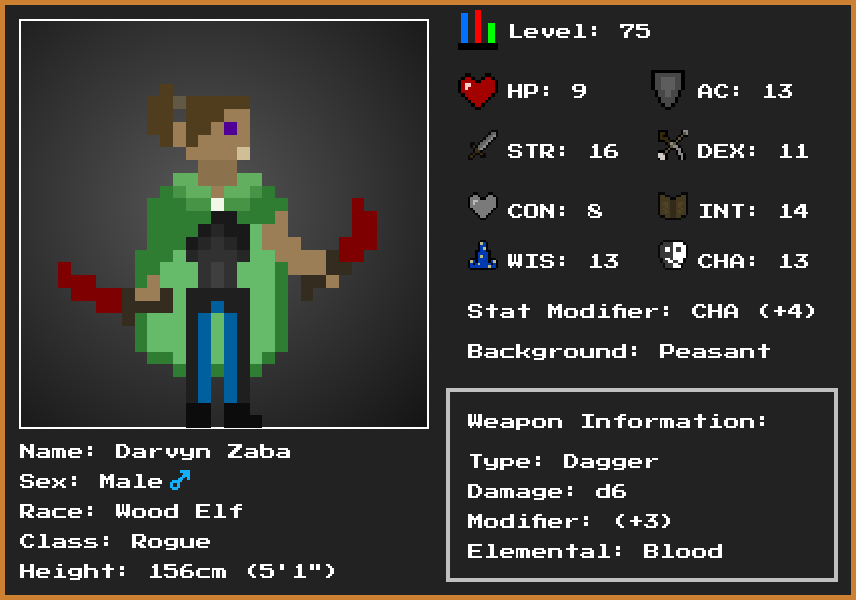 Level: 75
HP: 9
AC: 13
STR: 16
DEX: 11
CON: 8
INT: 14
WIS: 13
CHA: 13
Stat Modifier: CHA (+4)
Background: Peasant
Weapon Information:
Type: Dagger
Damage: d6
Modifier: (+3)
Elemental: Blood
Name: Darvyn Zaba
Sex: Male♂
Race: Wood Elf
Class: Rogue
Height: 156cm (5'1")